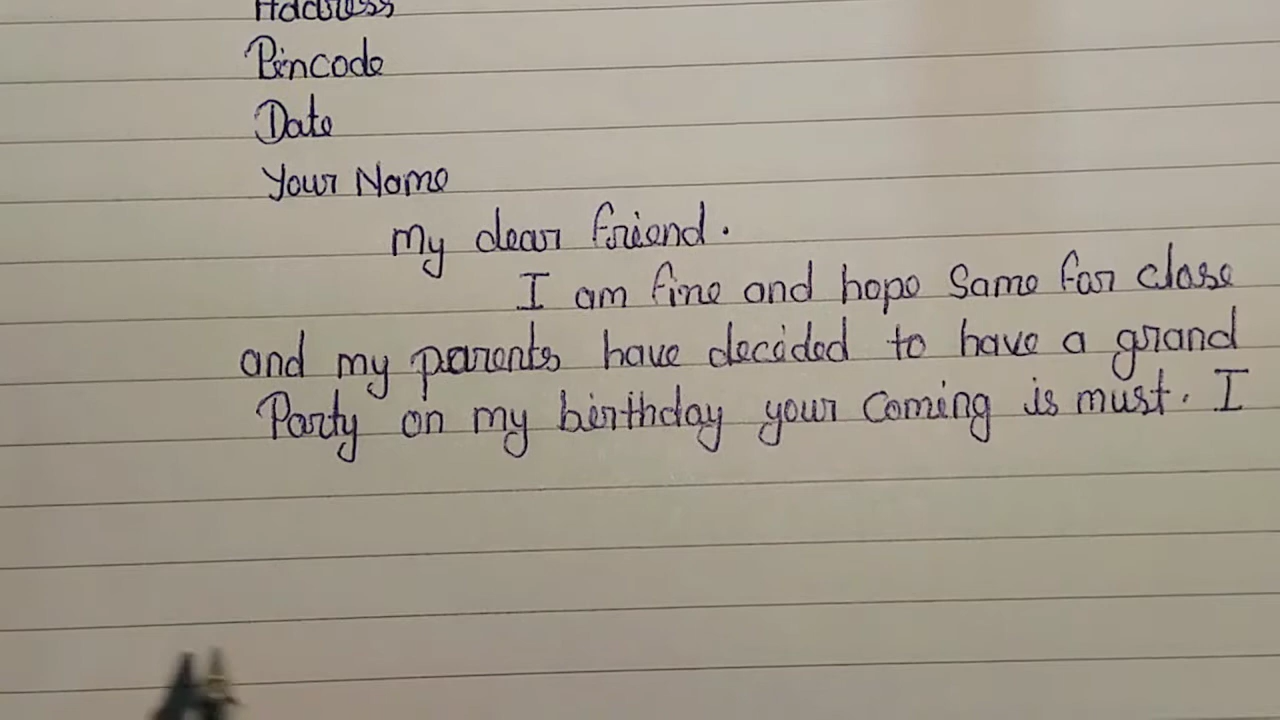 Address
Pincode
Date
Your Name
My dear friend.
I am fine and hope Same for close
and my parents have decided to have a grand
Party on my birthday your Coming is must. I